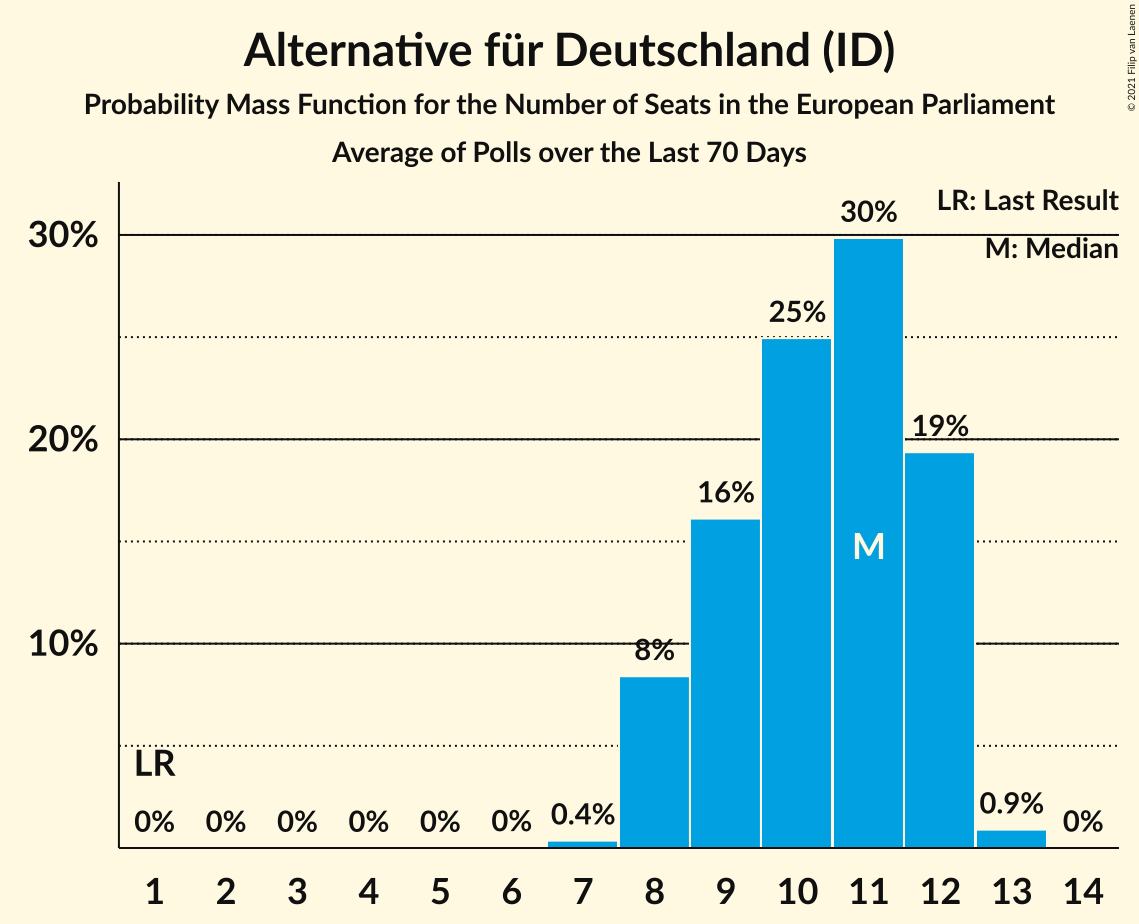 Alternative für Deutschland (ID)
Probability Mass Function for the Number of Seats in the European Parliament
Average of Polls over the Last 70 Days
© 2021 Filip van Laenen
LR: Last Result
M: Median
30%
20%
10%
LR
0%
0%
0%
0%
0%
0%
0.4%
8%
16%
25%
30%
19%
0.9%
0%
M
1 2 3 4 5 6 7 8 9 10 11 12 13 14